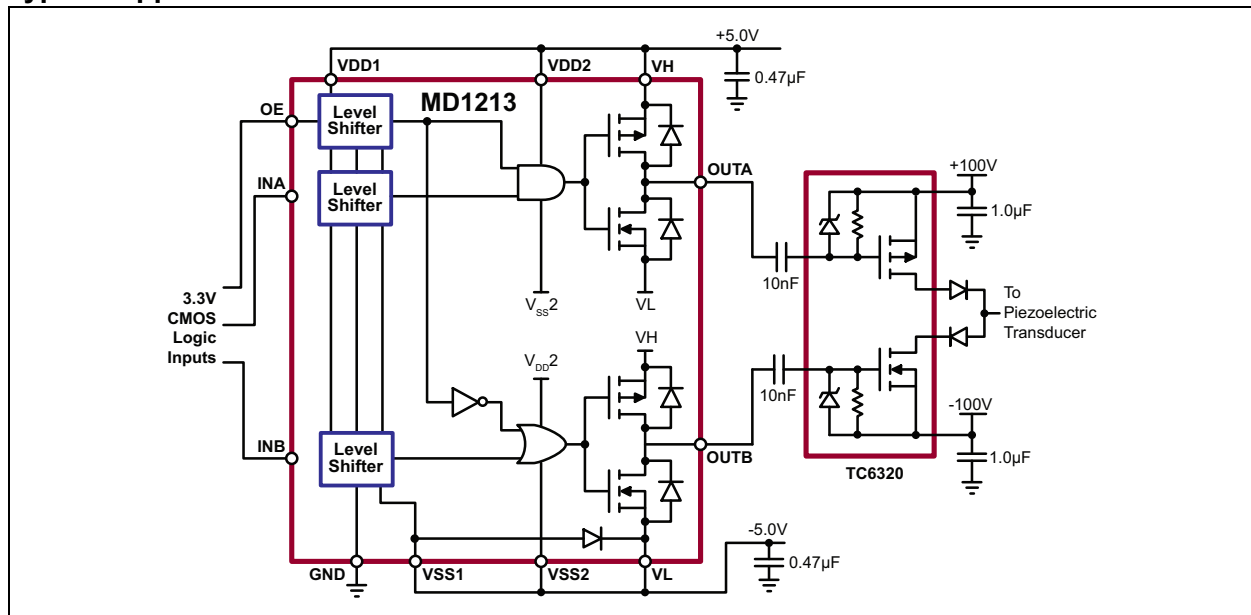 +5.0V
VDD1
VDD2
VH
0.47µF
OE
Level
Shifter
MD1213
INA
Level
Shifter
OUTA
+100V
1.0µF
10nF
3.3V
CMOS
Logic
Inputs
VSS2
VL
To
Piezoelectric
Transducer
VH
VDD2
10nF
-100V
INB
Level
Shifter
OUTB
1.0µF
TC6320
-5.0V
0.47µF
GND
VSS1
VSS2
VL